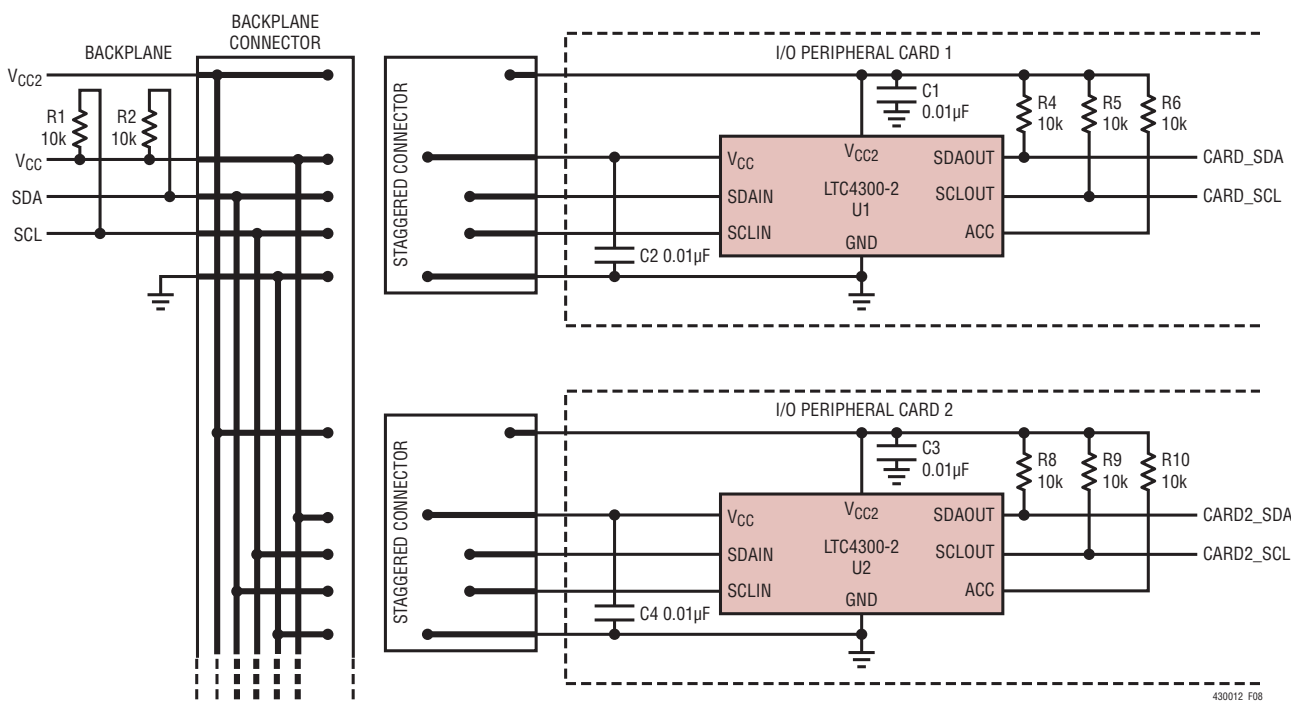 BACKPLANE
CONNECTOR
BACKPLANE
VCC2
R1
10k
R2
10k
VCC
SDA
SCL
STAGGERED CONNECTOR
I/O PERIPHERAL CARD 1
C1
0.01µF
R4
10k
R5
10k
R6
10k
VCC
VCC2
SDAOUT
CARD_SDA
SDAIN
LTC4300-2
U1
SCLOUT
CARD_SCL
SCLIN
GND
ACC
C2 0.01µF
STAGGERED CONNECTOR
I/O PERIPHERAL CARD 2
C3
0.01µF
R8
10k
R9
10k
R10
10k
VCC
VCC2
SDAOUT
CARD2_SDA
SDAIN
LTC4300-2
U2
SCLOUT
CARD2_SCL
SCLIN
GND
ACC
C4 0.01µF
430012 F08